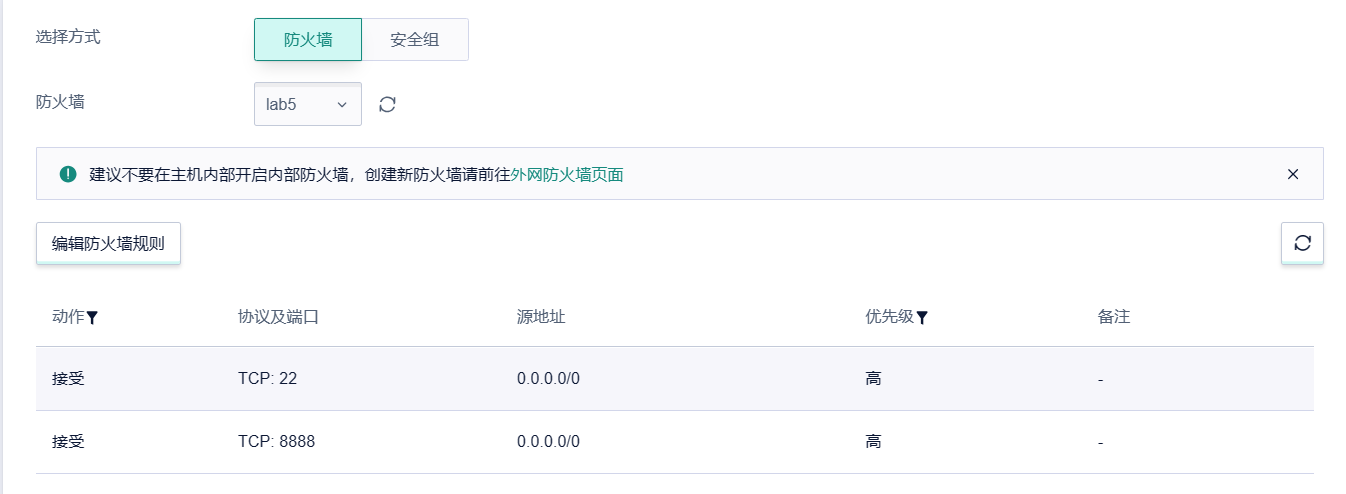 选择方式 防火墙 安全组
防火墙 lab5
建议不要在主机内部开启内部防火墙，创建新防火墙请前往外网防火墙页面
编辑防火墙规则
动作 协议及端口 源地址 优先级 备注
接受 TCP: 22 0.0.0.0/0 高 -
接受 TCP: 8888 0.0.0.0/0 高 -